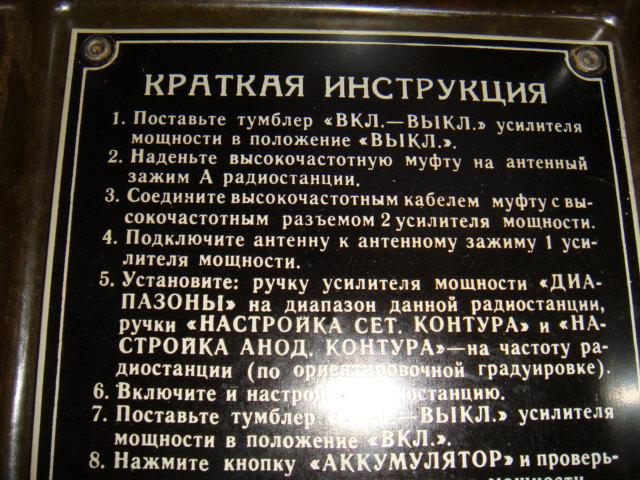 КРАТКАЯ ИНСТРУКЦИЯ
1. Поставьте тумблер «ВКЛ.—ВЫКЛ.» усилителя
мощности в положение «ВЫКЛ.».
2. Наденьте высокочастотную муфту на антенный
зажим А радиостанции.
3. Соедините высокочастотным кабелем муфту с вы-
сокочастотным разъемом 2 усилителя мощности.
4. Подключите антенну к антенному зажиму 1 уси-
лителя мощности.
5. Установите: ручку усилителя мощности «ДИА-
ПАЗОНЫ» на диапазон данной радиостанции,
ручки «НАСТРОЙКА СЕТ. КОНТУРА» и «НА-
СТРОЙКА АНОД. КОНТУРА»—на частоту ра-
диостанции (по ориентировочной градуировке).
6. Включите и
7. Поставьте тумблер —ВЫКЛ.» усилителя
мощности в положение «ВКЛ.».
8. Нажмите кнопку «АККУМУЛЯТОР» и проверь-